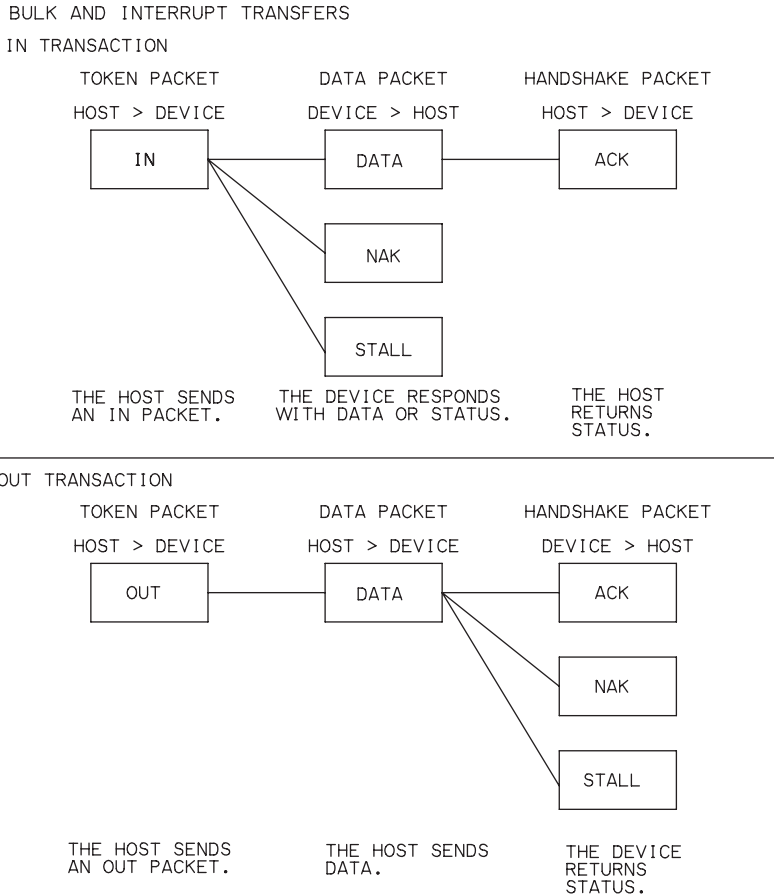 BULK AND INTERRUPT TRANSFERS
IN TRANSACTION
TOKEN PACKET DATA PACKET HANDSHAKE PACKET
HOST > DEVICE DEVICE > HOST HOST > DEVICE
IN DATA ACK
NAK
STALL
THE HOST SENDS
AN IN PACKET.
THE DEVICE RESPONDS
WITH DATA OR STATUS.
THE HOST
RETURNS
STATUS.
OUT TRANSACTION
TOKEN PACKET DATA PACKET HANDSHAKE PACKET
HOST > DEVICE HOST > DEVICE DEVICE > HOST
OUT DATA ACK
NAK
STALL
THE HOST SENDS
AN OUT PACKET.
THE HOST SENDS
DATA.
THE DEVICE
RETURNS
STATUS.